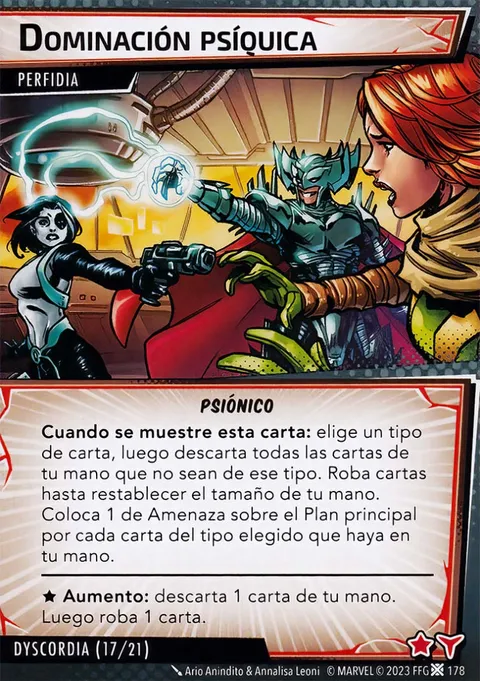 DOMINACIÓN PSÍQUICA
PERFIDIA
PSIÓNICO
Cuando se muestre esta carta: elige un tipo
de carta, luego descarta todas las cartas de
tu mano que no sean de ese tipo. Roba cartas
hasta restablecer el tamaño de tu mano.
Coloca 1 de Amenaza sobre el Plan principal
por cada carta del tipo elegido que haya en
tu mano.
★ Aumento: descarta 1 carta de tu mano.
Luego roba 1 carta.
DYSCORDIA (17/21)
Ario Anindito & Annalisa Leoni © MARVEL © 2023 FFG 178